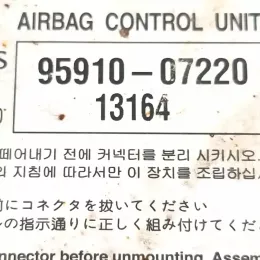 AIRBAG CONTROL UNIT
95910-07220
13164
떼어내기 전에 커넥터를 분리 시키시오.
의 지침에 따라서만 이 장치를 조립하십시
前にコネクタを抜いてください
ルの指示通りに正しく組み付けてくださ
nnector before unmounting. Assem